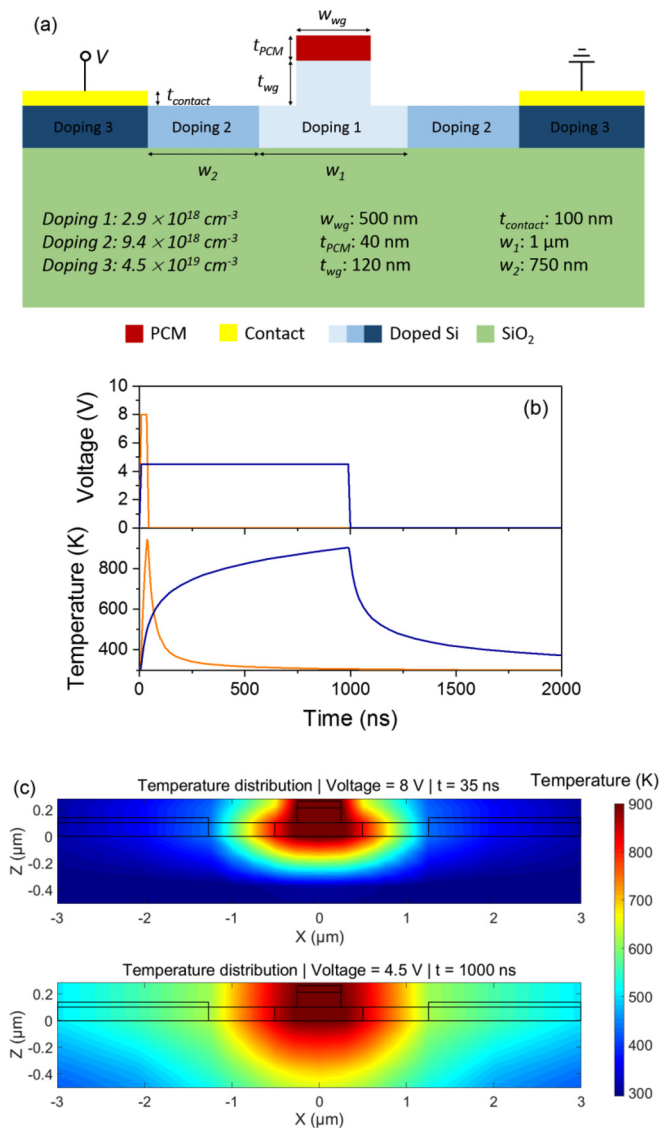 (a)
w_wg
t_PCM
t_wg
V
t_contact
Doping 3 Doping 2 Doping 1 Doping 2 Doping 3
w_2 w_1
Doping 1: 2.9 × 10^18 cm^-3 w_wg: 500 nm t_contact: 100 nm
Doping 2: 9.4 × 10^18 cm^-3 t_PCM: 40 nm w_1: 1 μm
Doping 3: 4.5 × 10^19 cm^-3 t_wg: 120 nm w_2: 750 nm
PCM Contact Doped Si SiO_2
(b)
Voltage (V)
10
8
6
4
2
0
Temperature (K)
800
600
400
0 500 1000 1500 2000
Time (ns)
(c)
Temperature distribution | Voltage = 8 V | t = 35 ns
Temperature (K)
Z (μm)
0.2
0
-0.2
-0.4
-3 -2 -1 0 1 2 3
X (μm)
Temperature distribution | Voltage = 4.5 V | t = 1000 ns
Z (μm)
0.2
0
-0.2
-0.4
-3 -2 -1 0 1 2 3
X (μm)
900
800
700
600
500
400
300